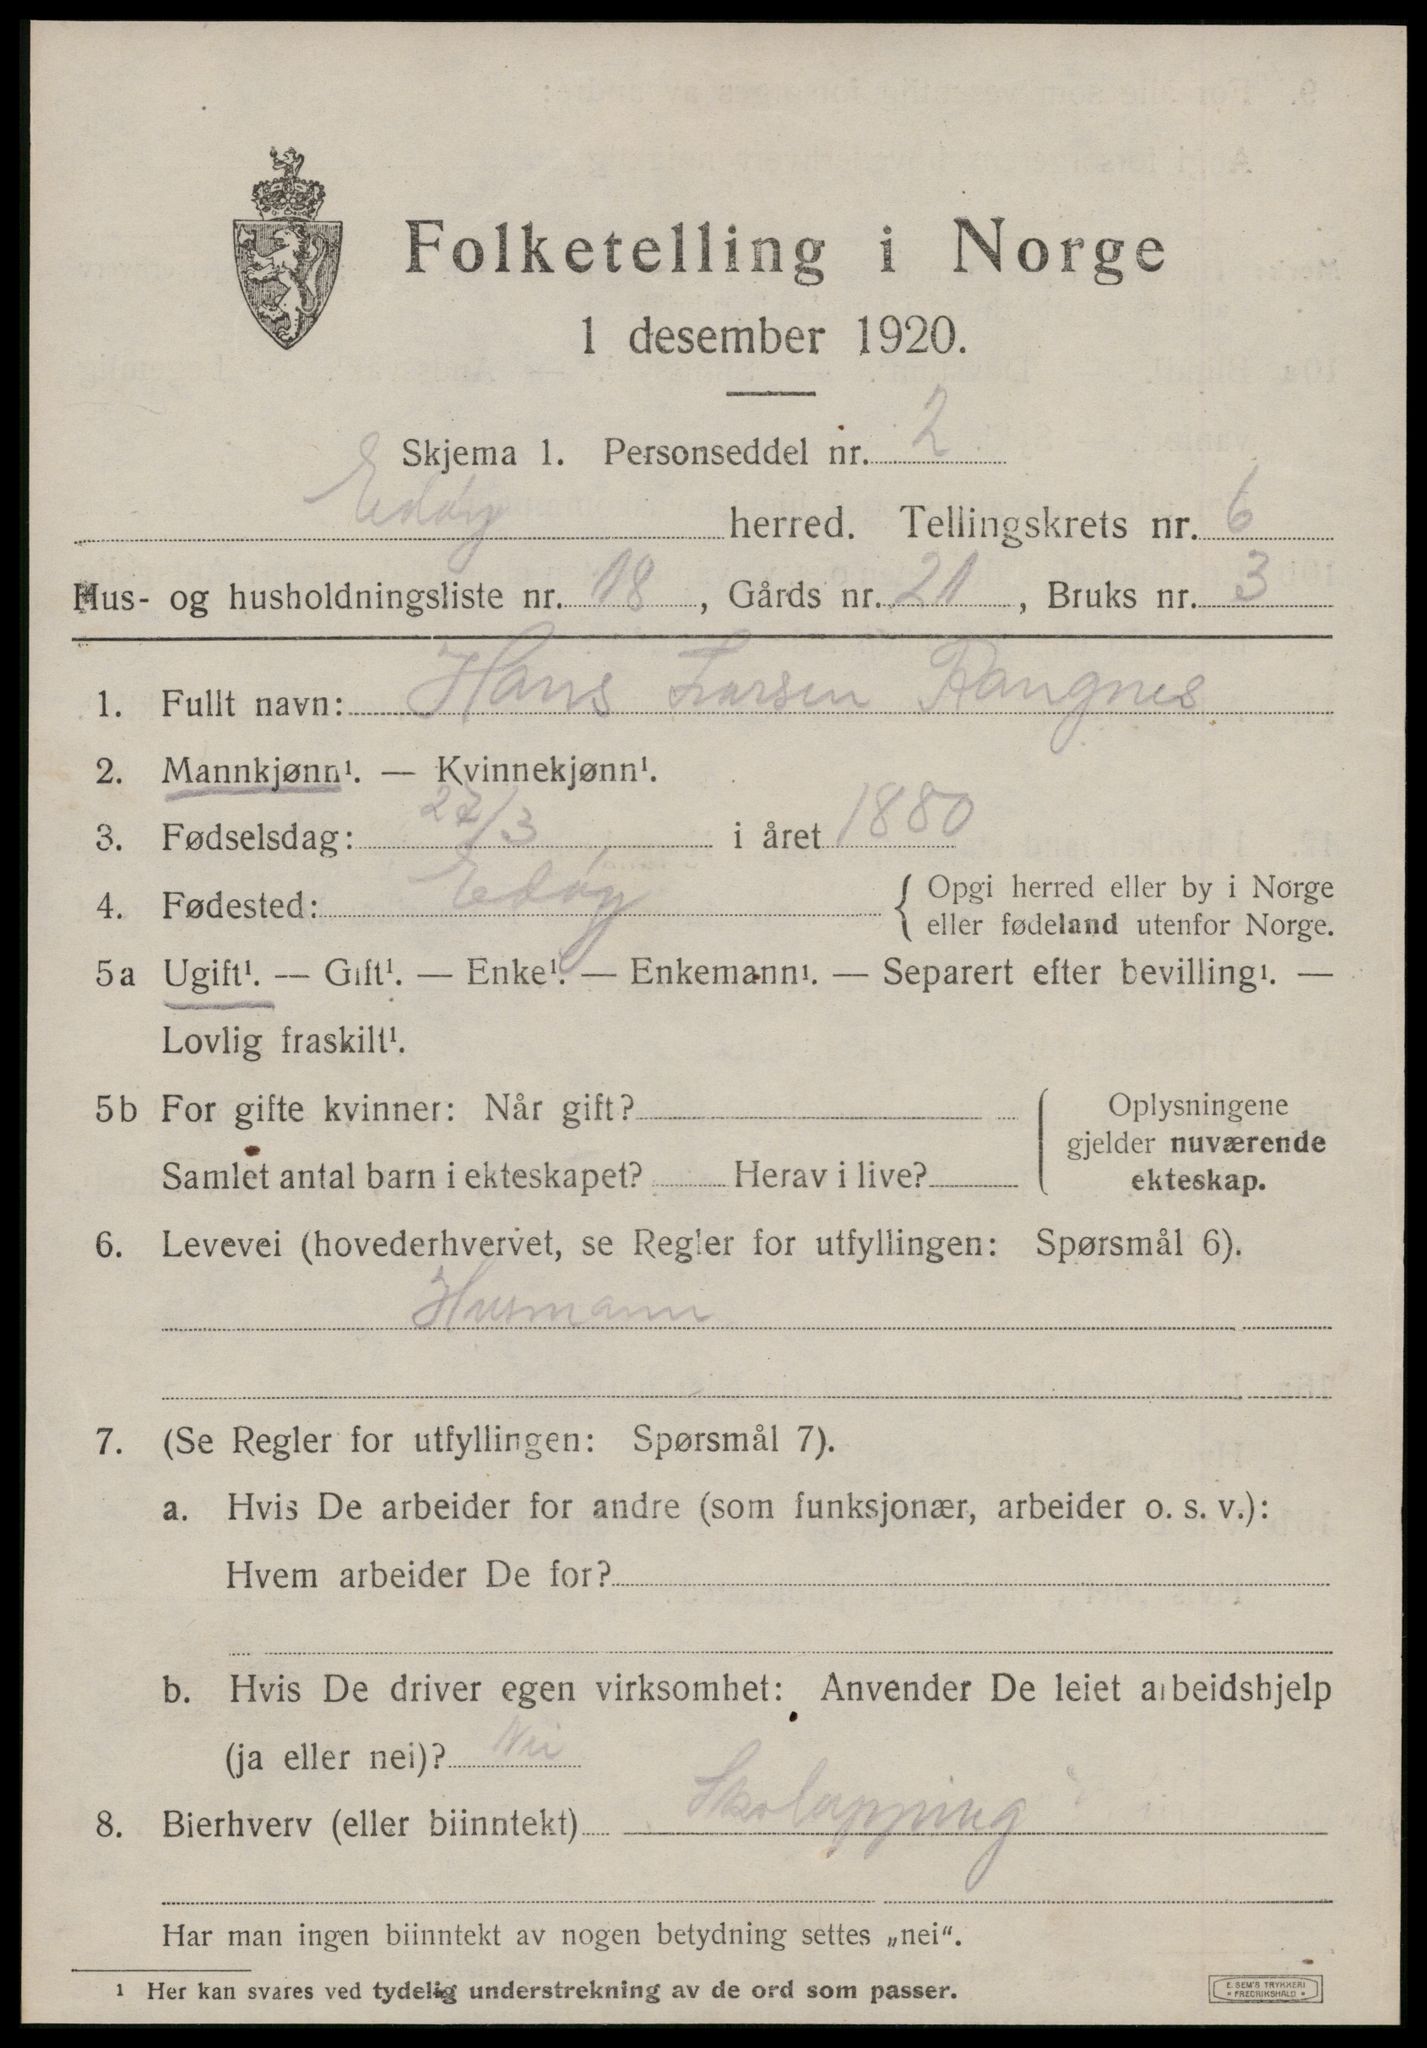 Folketelling i Norge
1 desember 1920.
Skjema 1. Personseddel nr. 2
Edøy herred. Tellingskrets nr. 6
Hus- og husholdningsliste nr. 18, Gårds nr. 21, Bruks nr. 3
1. Fullt navn: Hans Larsen Rangnes
2. Mannkjønn¹. — Kvinnekjønn¹.
3. Fødselsdag: 27/3 i året 1880
4. Fødested: Edøy { Opgi herred eller by i Norge
eller fødeland utenfor Norge.
5a Ugift¹. — Gift¹. — Enke¹. — Enkemann¹. — Separert efter bevilling¹. —
Lovlig fraskilt¹.
5b For gifte kvinner: Når gift? Oplysningene
gjelder nuværende
Samlet antal barn i ekteskapet? Herav i live? ekteskap.
6. Levevei (hovederhvervet, se Regler for utfyllingen: Spørsmål 6).
Husmann
7. (Se Regler for utfyllingen: Spørsmål 7).
a. Hvis De arbeider for andre (som funksjonær, arbeider o. s. v.):
Hvem arbeider De for?
b. Hvis De driver egen virksomhet: Anvender De leiet arbeidshjelp
(ja eller nei)? Nei
8. Bierhverv (eller biinntekt) Skolapping
Har man ingen biinntekt av nogen betydning settes „nei“.
1 Her kan svares ved tydelig understrekning av de ord som passer.
E. SEM'S TRYKKERI
* FREDRIKSHALD *